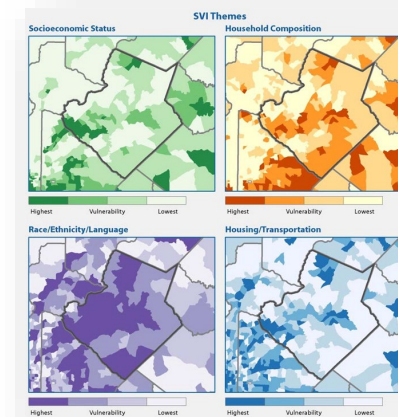 SVI Themes
Socioeconomic Status
Household Composition
Highest Vulnerability Lowest
Highest Vulnerability Lowest
Race/Ethnicity/Language
Housing/Transportation
Highest Vulnerability Lowest
Highest Vulnerability Lowest